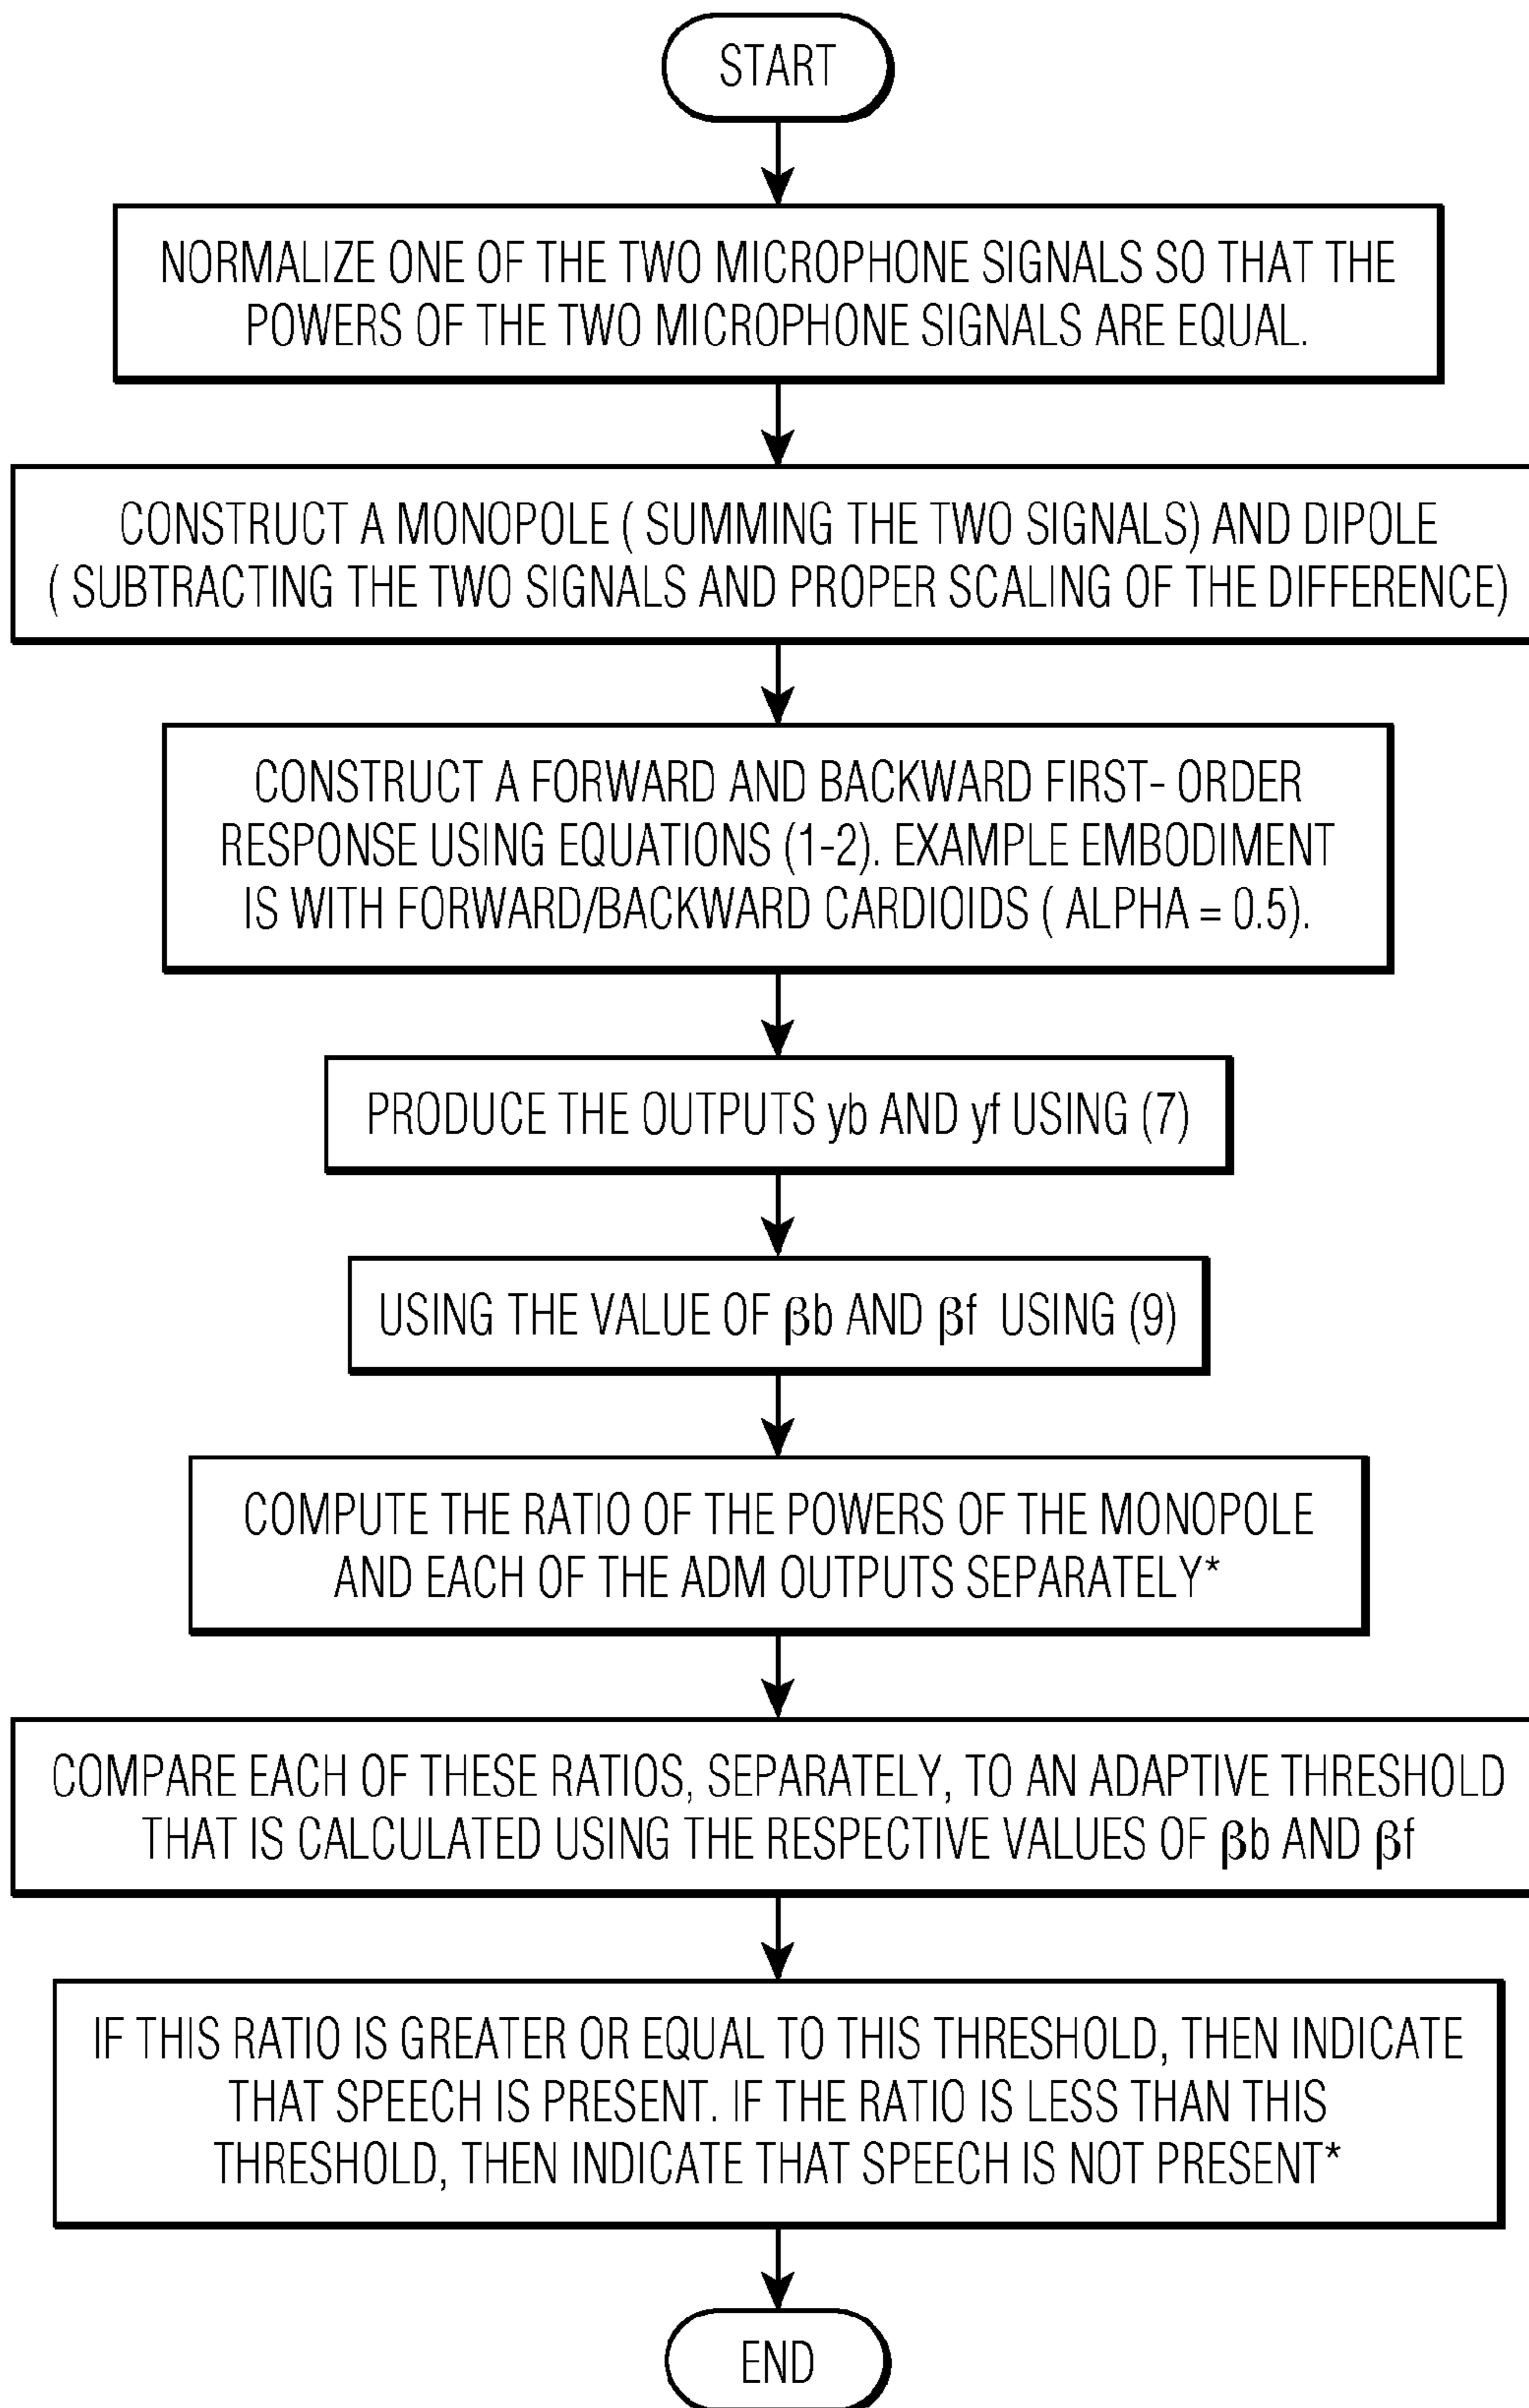 START
NORMALIZE ONE OF THE TWO MICROPHONE SIGNALS SO THAT THE
POWERS OF THE TWO MICROPHONE SIGNALS ARE EQUAL.
CONSTRUCT A MONOPOLE ( SUMMING THE TWO SIGNALS) AND DIPOLE
( SUBTRACTING THE TWO SIGNALS AND PROPER SCALING OF THE DIFFERENCE)
CONSTRUCT A FORWARD AND BACKWARD FIRST- ORDER
RESPONSE USING EQUATIONS (1-2). EXAMPLE EMBODIMENT
IS WITH FORWARD/BACKWARD CARDIOIDS ( ALPHA = 0.5).
PRODUCE THE OUTPUTS yb AND yf USING (7)
USING THE VALUE OF βb AND βf USING (9)
COMPUTE THE RATIO OF THE POWERS OF THE MONOPOLE
AND EACH OF THE ADM OUTPUTS SEPARATELY*
COMPARE EACH OF THESE RATIOS, SEPARATELY, TO AN ADAPTIVE THRESHOLD
THAT IS CALCULATED USING THE RESPECTIVE VALUES OF βb AND βf
IF THIS RATIO IS GREATER OR EQUAL TO THIS THRESHOLD, THEN INDICATE
THAT SPEECH IS PRESENT. IF THE RATIO IS LESS THAN THIS
THRESHOLD, THEN INDICATE THAT SPEECH IS NOT PRESENT*
END